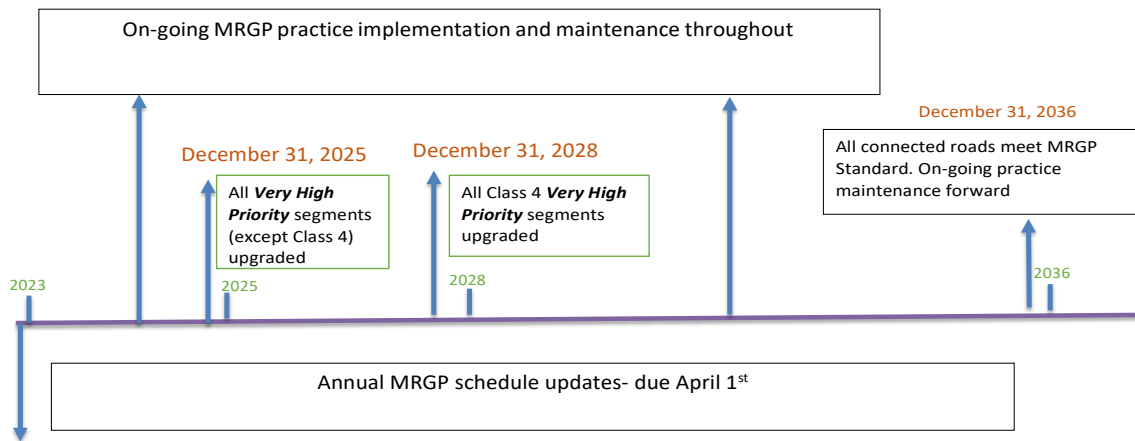 On-going MRGP practice implementation and maintenance throughout
December 31, 2025
All Very High
Priority segments
(except Class 4)
upgraded
December 31, 2028
All Class 4 Very High
Priority segments
upgraded
December 31, 2036
All connected roads meet MRGP
Standard. On-going practice
maintenance forward
2023
2025
2028
2036
Annual MRGP schedule updates- due April 1st